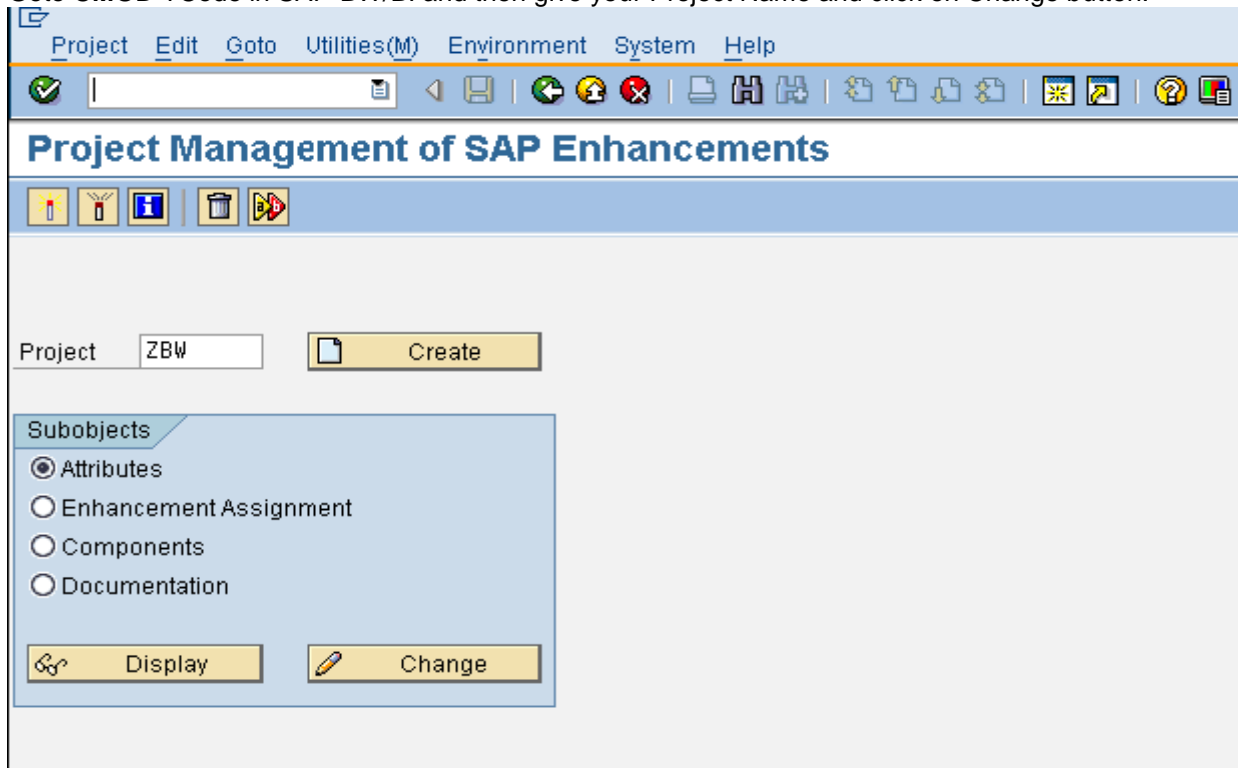 Project Edit Goto Utilities(M) Environment System Help
Project Management of SAP Enhancements
Project ZBW Create
Subobjects
Attributes
Enhancement Assignment
Components
Documentation
Display Change